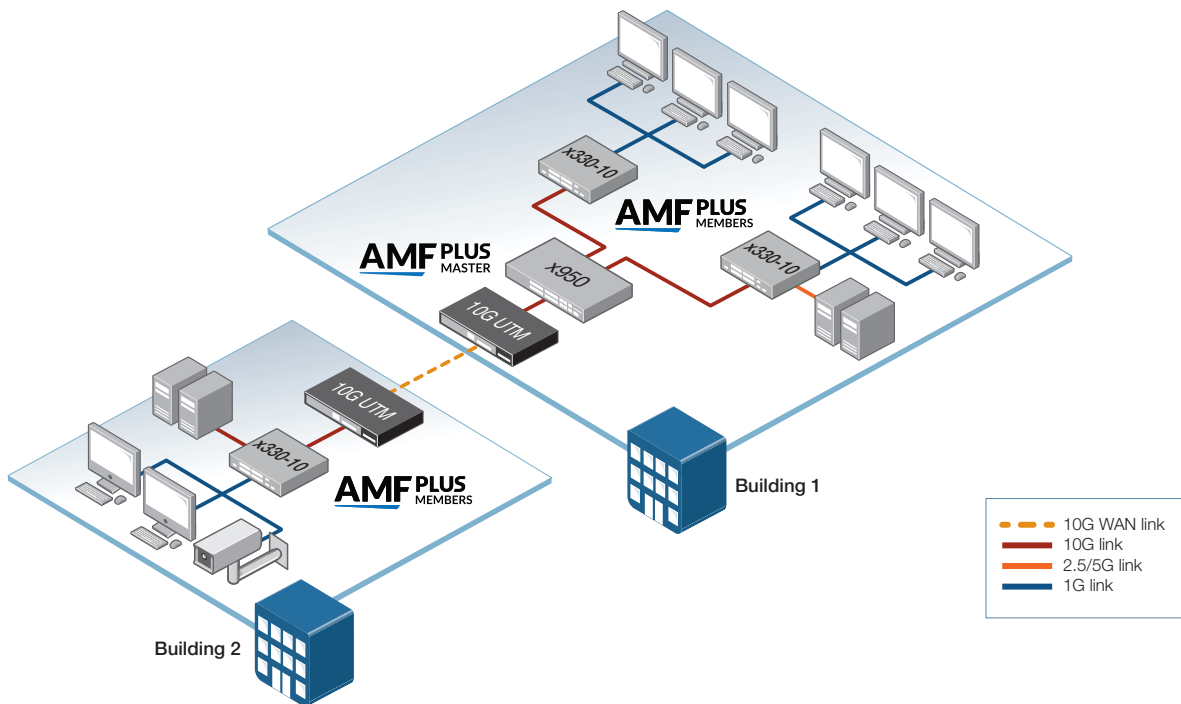 x330-10
AMF PLUS
MEMBERS
AMF PLUS
MASTER
x330-10
x950
10G UTM
10G UTM
x330-10
AMF PLUS
MEMBERS
Building 1
10G WAN link
10G link
2.5/5G link
1G link
Building 2